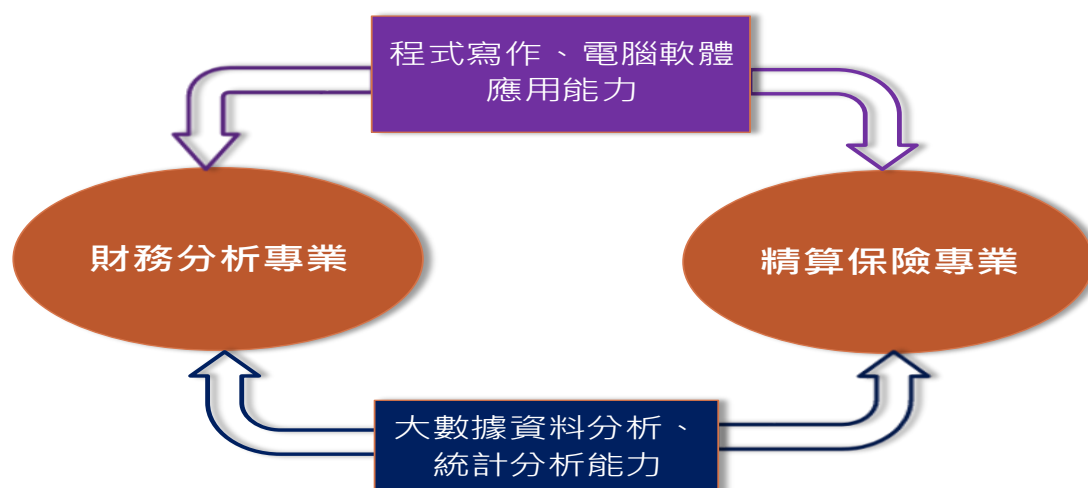 程式寫作、電腦軟體
應用能力
財務分析專業
精算保險專業
大數據資料分析、
統計分析能力